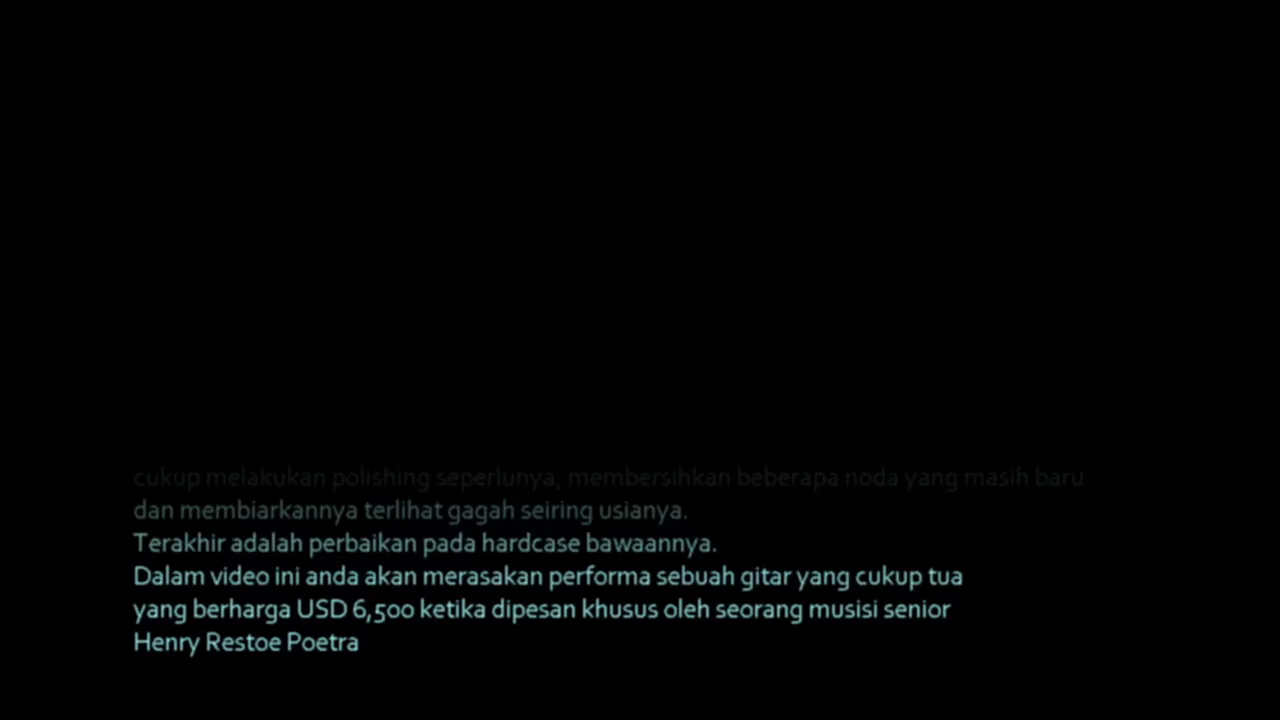 cukup melakukan polishing seperlunya, membersihkan beberapa noda yang masih baru
dan membiarkannya terlihat gagah seiring usianya.
Terakhir adalah perbaikan pada hardcase bawaannya.
Dalam video ini anda akan merasakan performa sebuah gitar yang cukup tua
yang berharga USD 6,500 ketika dipesan khusus oleh seorang musisi senior
Henry Restoe Poetra